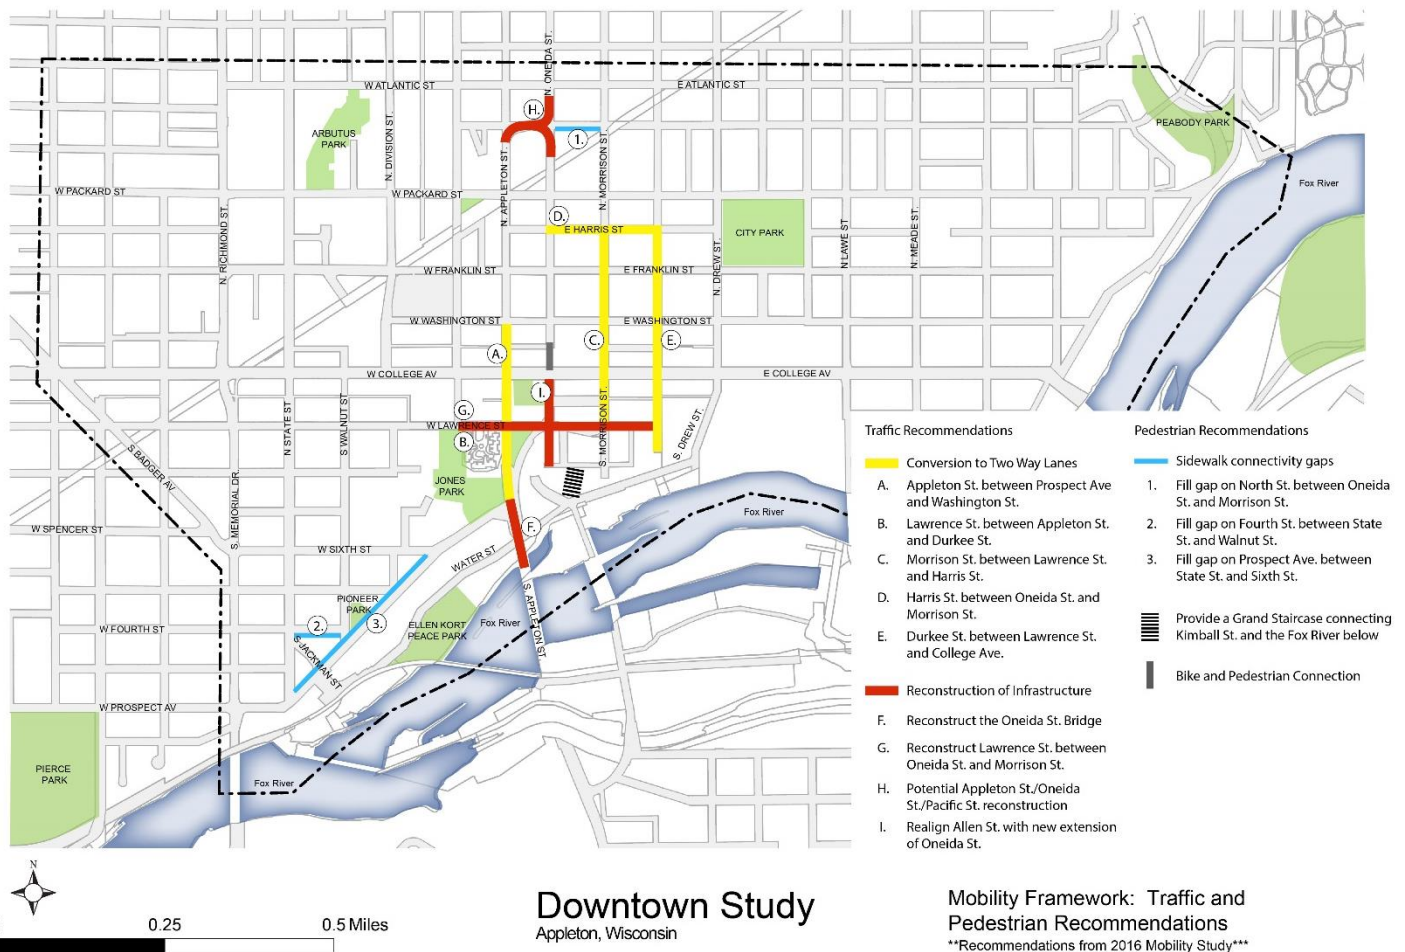 N. ONEIDA ST.
W ATLANTIC ST
E ATLANTIC ST
H.
PEABODY PARK
ARBUTUS
PARK
N. DIVISION ST.
1.
N. APPLETON ST.
N. MORRISON ST.
Fox River
W PACKARD ST
W PACKARD ST
D.
E HARRIS ST
CITY PARK
N. RICHMOND ST.
N. DREW ST.
N LAWE ST
N. MEADE ST.
W FRANKLIN ST
E FRANKLIN ST
W WASHINGTON ST
E WASHINGTON ST
A.
C.
E.
W COLLEGE AV
E COLLEGE AV
I.
G.
W LAWRENCE ST
B.
N STATE ST
S WALNUT ST
S. MORRISON ST.
S. DREW ST.
S BADGER AV
S. MEMORIAL DR.
JONES
PARK
W SPENCER ST
F.
Fox River
W SIXTH ST
WATER ST
PIONEER
PARK
2.
3.
W FOURTH ST
S JACKMAN ST
ELLEN KORT
PEACE PARK
Fox River
S. APPLETON ST.
W PROSPECT AV
PIERCE
PARK
Fox River
Traffic Recommendations
Conversion to Two Way Lanes
A. Appleton St. between Prospect Ave
and Washington St.
B. Lawrence St. between Appleton St.
and Durkee St.
C. Morrison St. between Lawrence St.
and Harris St.
D. Harris St. between Oneida St. and
Morrison St.
E. Durkee St. between Lawrence St.
and College Ave.
Reconstruction of Infrastructure
F. Reconstruct the Oneida St. Bridge
G. Reconstruct Lawrence St. between
Oneida St. and Morrison St.
H. Potential Appleton St./Oneida
St./Pacific St. reconstruction
I. Realign Allen St. with new extension
of Oneida St.
Pedestrian Recommendations
Sidewalk connectivity gaps
1. Fill gap on North St. between Oneida
St. and Morrison St.
2. Fill gap on Fourth St. between State
St. and Walnut St.
3. Fill gap on Prospect Ave. between
State St. and Sixth St.
Provide a Grand Staircase connecting
Kimball St. and the Fox River below
Bike and Pedestrian Connection
N
0.25
0.5 Miles
Downtown Study
Appleton, Wisconsin
Mobility Framework: Traffic and
Pedestrian Recommendations
**Recommendations from 2016 Mobility Study***